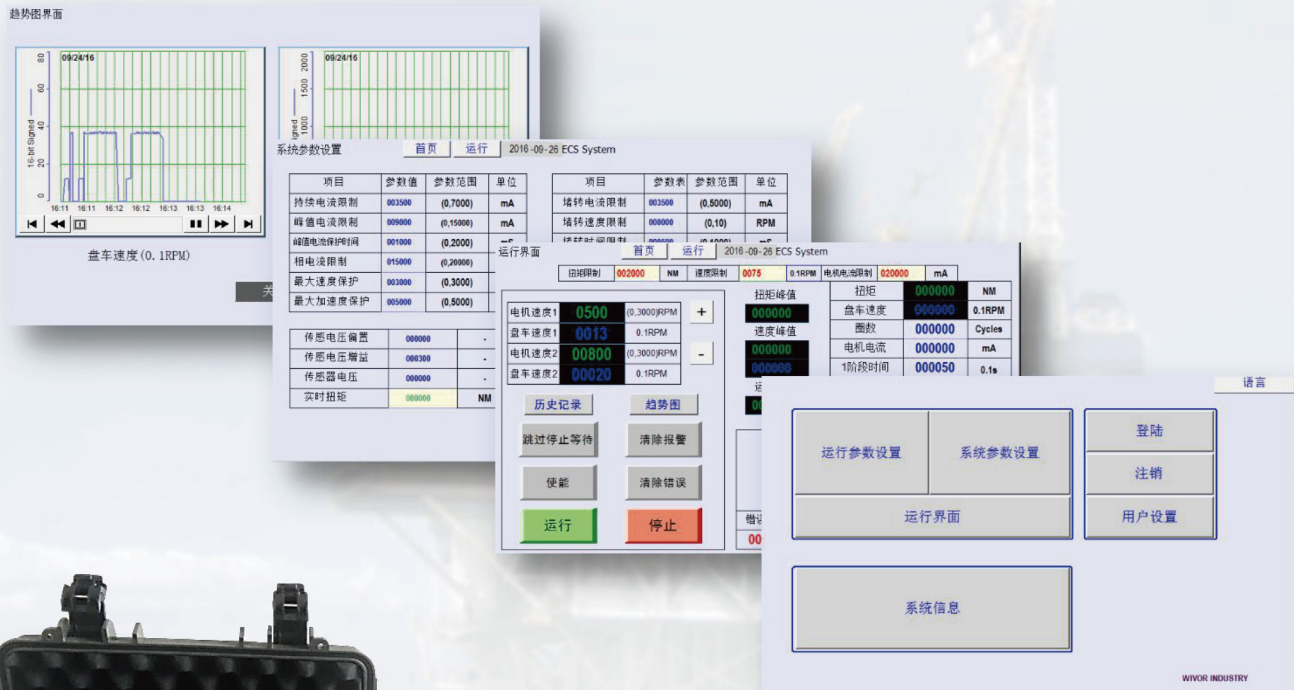 趋势图界面
09/24/16
80
60
40
20
0
16-bit Signed
16:11 16:11 16:12 16:12 16:13 16:13 16:14
盘车速度(0.1RPM)
09/24/16
2000
1500
1000
系统参数设置 首页 运行 2016-09-26 ECS System
项目 参数值 参数范围 单位
持续电流限制 003500 (0,7000) mA
峰值电流限制 009000 (0,15000) mA
峰值电流保护时间 001000 (0,2000) mS
相电流限制 015000 (0,20000)
最大速度保护 003000 (0,3000)
最大加速度保护 005000 (0,5000)
项目 参数表 参数范围 单位
堵转电流限制 003500 (0,5000) mA
堵转速度限制 000000 (0,10) RPM
传感电压偏置 000000 -
传感电压增益 000300 -
传感器电压 000000 -
实时扭矩 000000 NM
运行界面 首页 运行 2016-09-26 ECS System
扭矩限制 002000 NM 速度限制 0075 0.1RPM 电机电流限制 020000 mA
电机速度1 0500 (0,3000)RPM +
盘车速度1 0013 0.1RPM
电机速度2 00800 (0,3000)RPM -
盘车速度2 00020 0.1RPM
历史记录 趋势图
跳过停止等待 清除报警
使能 清除错误
运行 停止
扭矩峰值
000000
速度峰值
000000
000000
扭矩 000000 NM
盘车速度 000000 0.1RPM
圈数 000000 Cycles
电机电流 000000 mA
1阶段时间 000050 0.1s
语言
运行参数设置 系统参数设置
运行界面
登陆
注销
用户设置
系统信息
WIVOR INDUSTRY